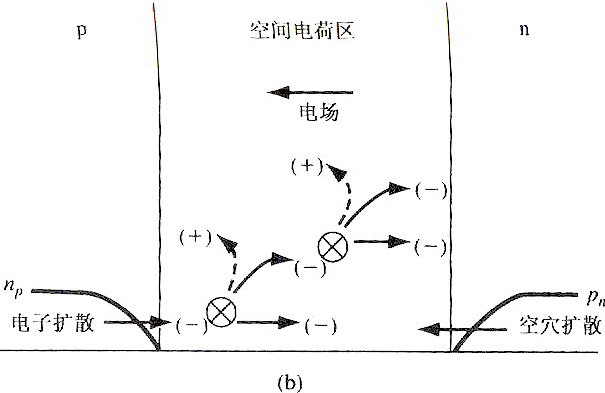 p 空间电荷区 n
电场
(+)
(−)
(−)
(+)
(−)
n_p
p_n
电子扩散 (−) (−) 空穴扩散
(b)